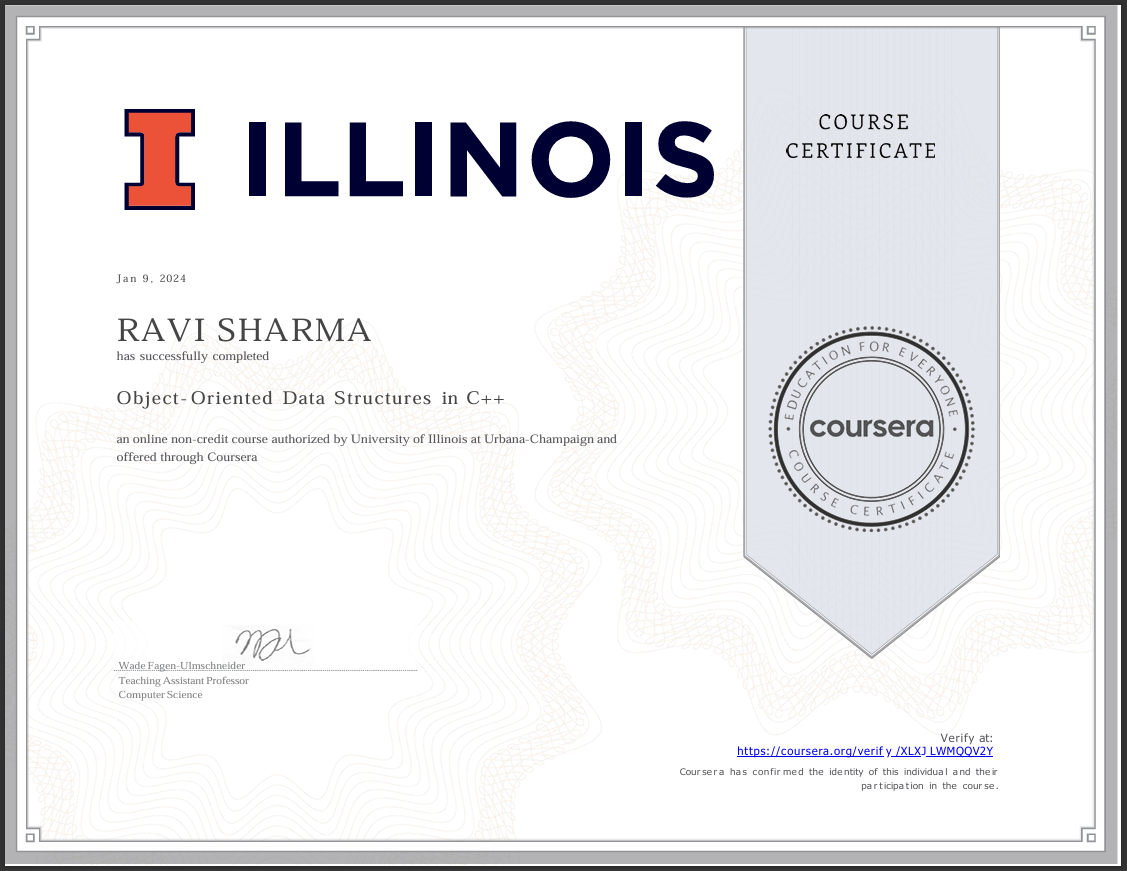 I ILLINOIS
COURSE
CERTIFICATE
Jan 9, 2024
RAVI SHARMA
has successfully completed
Object-Oriented Data Structures in C++
an online non-credit course authorized by University of Illinois at Urbana-Champaign and
offered through Coursera
EDUCATION FOR EVERYONE
coursera
COURSE CERTIFICATE
Wade Fagen-Ulmschneider
Teaching Assistant Professor
Computer Science
Verify at:
https://coursera.org/verify/XLXJLWMQQV2Y
Coursera has confirmed the identity of this individual and their
participation in the course.